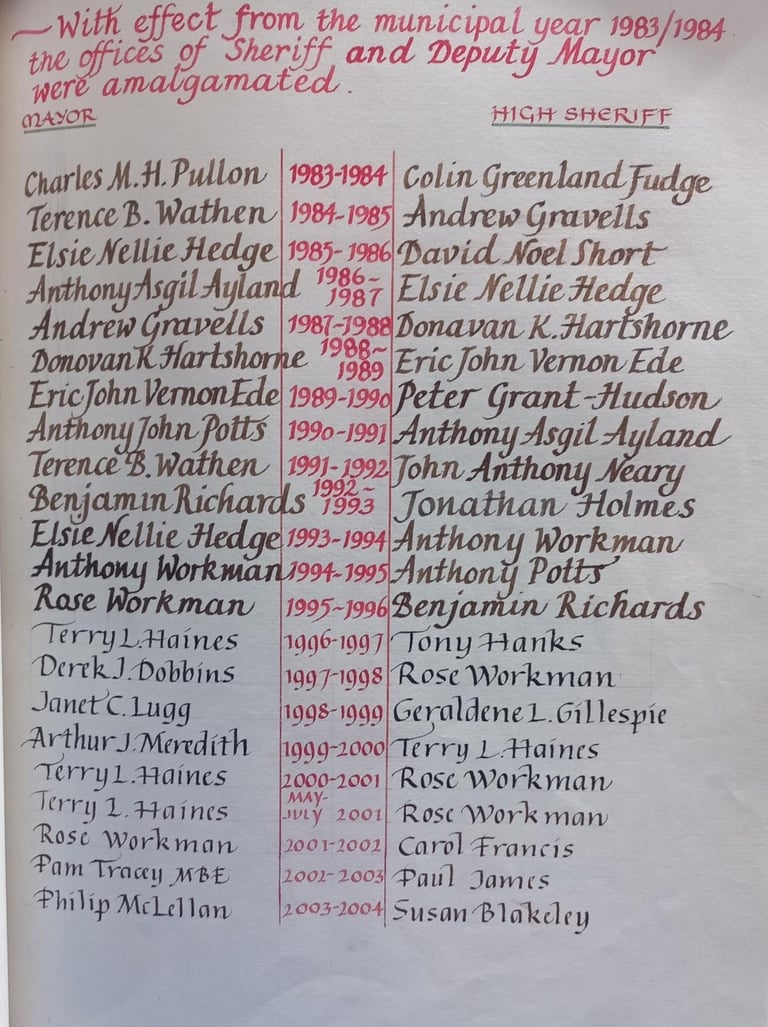 ~With effect from the municipal year 1983/1984
the offices of Sheriff and Deputy Mayor
were amalgamated.
MAYOR HIGH SHERIFF
Charles M.H. Pullon 1983-1984 Colin Greenland Fudge
Terence B. Wathen 1984-1985 Andrew Gravells
Elsie Nellie Hedge 1985-1986 David Noel Short
Anthony Asgil Ayland 1986~1987 Elsie Nellie Hedge
Andrew Gravells 1987-1988 Donavan K. Hartshorne
Donovan K Hartshorne 1988~1989 Eric John Vernon Ede
Eric John Vernon Ede 1989-1990 Peter Grant-Hudson
Anthony John Potts 1990-1991 Anthony Asgil Ayland
Terence B. Wathen 1991-1992 John Anthony Neary
Benjamin Richards 1992~1993 Jonathan Holmes
Elsie Nellie Hedge 1993-1994 Anthony Workman
Anthony Workman 1994-1995 Anthony Potts
Rose Workman 1995~1996 Benjamin Richards
Terry L. Haines 1996-1997 Tony Hanks
Derek J. Dobbins 1997-1998 Rose Workman
Janet C. Lugg 1998-1999 Geraldene L. Gillespie
Arthur J. Meredith 1999-2000 Terry L. Haines
Terry L. Haines 2000-2001 Rose Workman
Terry L. Haines MAY-JULY 2001 Rose Workman
Rose Workman 2001-2002 Carol Francis
Pam Tracey MBE 2002-2003 Paul James
Philip McLellan 2003-2004 Susan Blakeley